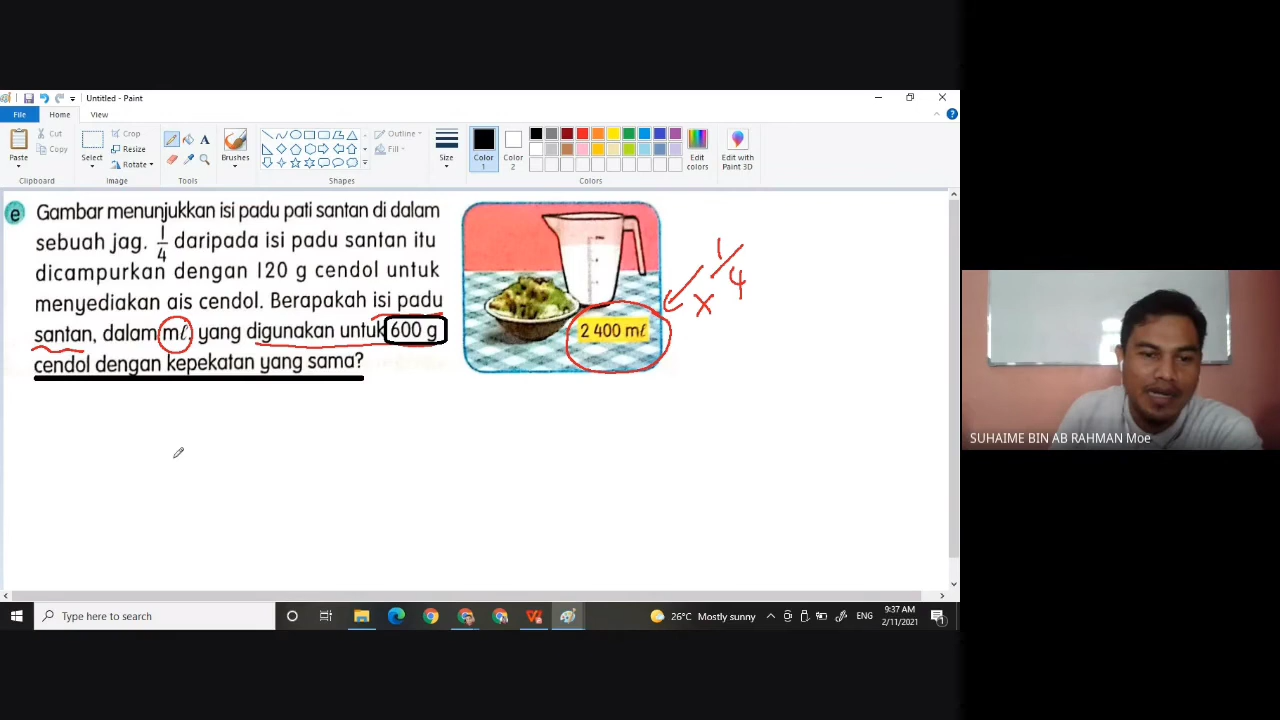 Untitled - Paint
File Home View
Paste
Cut
Copy
Clipboard
Select
Crop
Resize
Rotate
Image
A
Tools
Brushes
Outline
Fill
Shapes
Size
Color 1
Color 2
Colors
Edit colors
Edit with Paint 3D
e Gambar menunjukkan isi padu pati santan di dalam
sebuah jag. 1/4 daripada isi padu santan itu
dicampurkan dengan 120 g cendol untuk
menyediakan ais cendol. Berapakah isi padu
santan, dalam mℓ, yang digunakan untuk 600 g
cendol dengan kepekatan yang sama?
2 400 mℓ
x 1/4
SUHAIME BIN AB RAHMAN Moe
Type here to search
26°C Mostly sunny
ENG
9:37 AM
2/11/2021
1